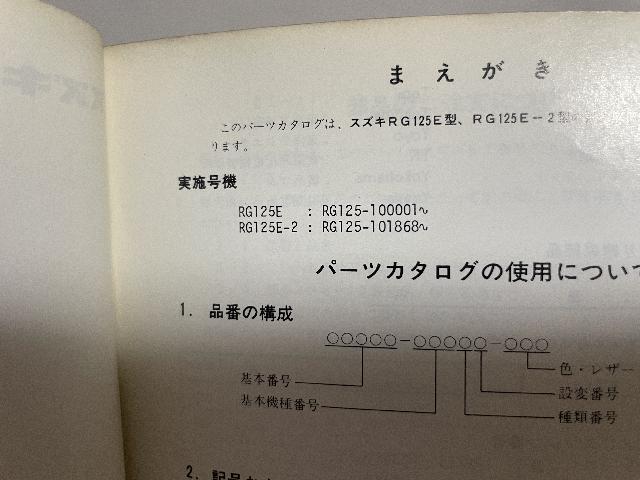 まえがき
このパーツカタログは、スズキRG125E型、RG125E-2型の
ります。
実施号機
RG125E : RG125-100001~
RG125E-2 : RG125-101868~
パーツカタログの使用につい
1. 品番の構成
○○○○○-○○○○○-○○○
色・レザー
基本番号
設変番号
基本機種番号
種類番号
2.